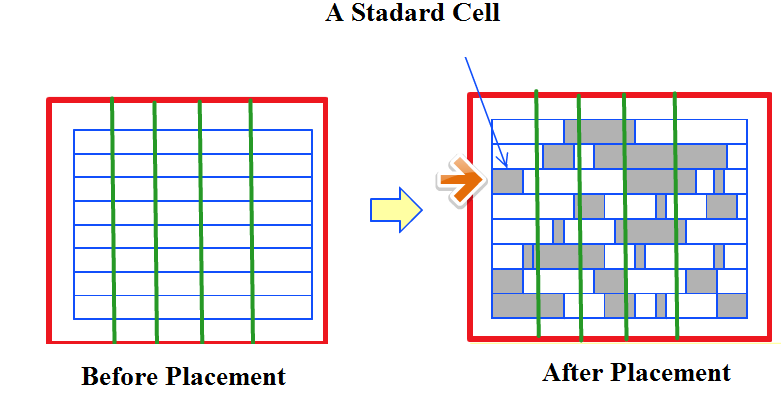 A Stadard Cell
Before Placement
After Placement